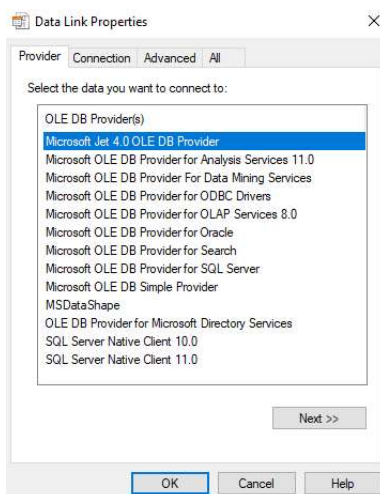 Data Link Properties
Provider Connection Advanced All
Select the data you want to connect to:
OLE DB Provider(s)
Microsoft Jet 4.0 OLE DB Provider
Microsoft OLE DB Provider for Analysis Services 11.0
Microsoft OLE DB Provider For Data Mining Services
Microsoft OLE DB Provider for ODBC Drivers
Microsoft OLE DB Provider for OLAP Services 8.0
Microsoft OLE DB Provider for Oracle
Microsoft OLE DB Provider for Search
Microsoft OLE DB Provider for SQL Server
Microsoft OLE DB Simple Provider
MSDataShape
OLE DB Provider for Microsoft Directory Services
SQL Server Native Client 10.0
SQL Server Native Client 11.0
Next >>
OK Cancel Help